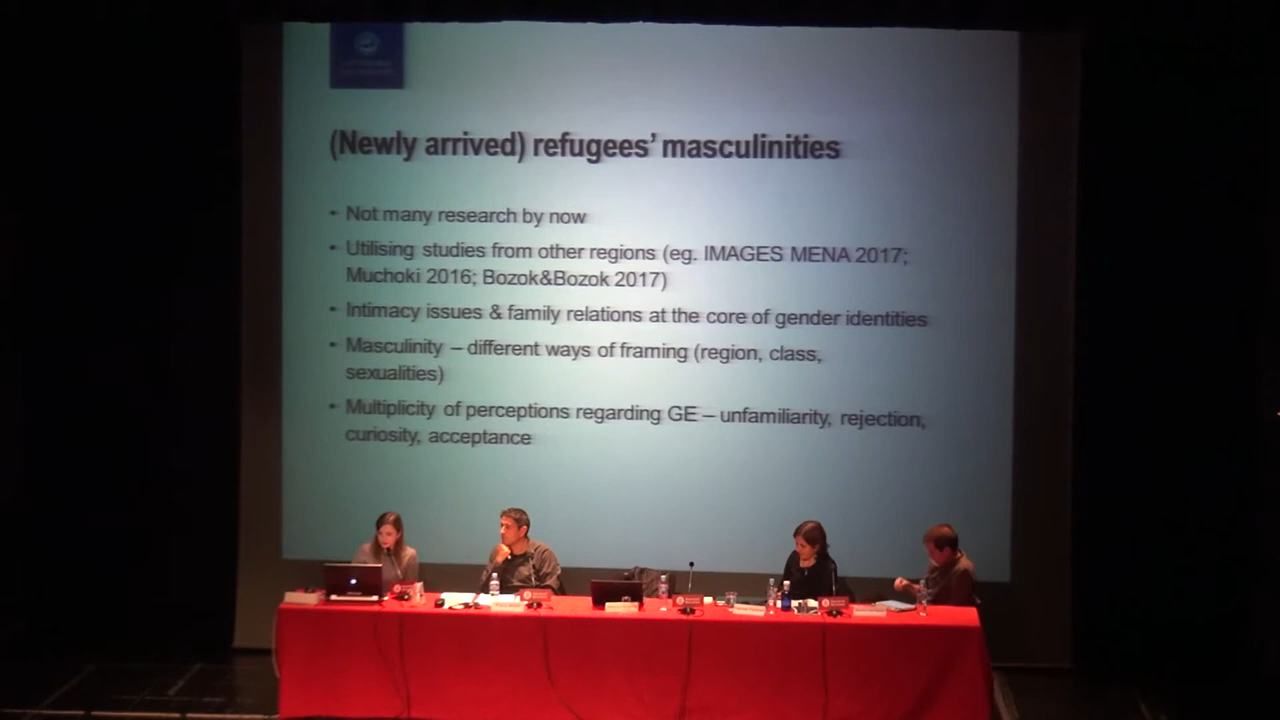 (Newly arrived) refugees' masculinities
• Not many research by now
• Utilising studies from other regions (eg. IMAGES MENA 2017;
Muchoki 2016; Bozok&Bozok 2017)
• Intimacy issues & family relations at the core of gender identities
• Masculinity – different ways of framing (region, class,
sexualities)
• Multiplicity of perceptions regarding GE – unfamiliarity, rejection,
curiosity, acceptance